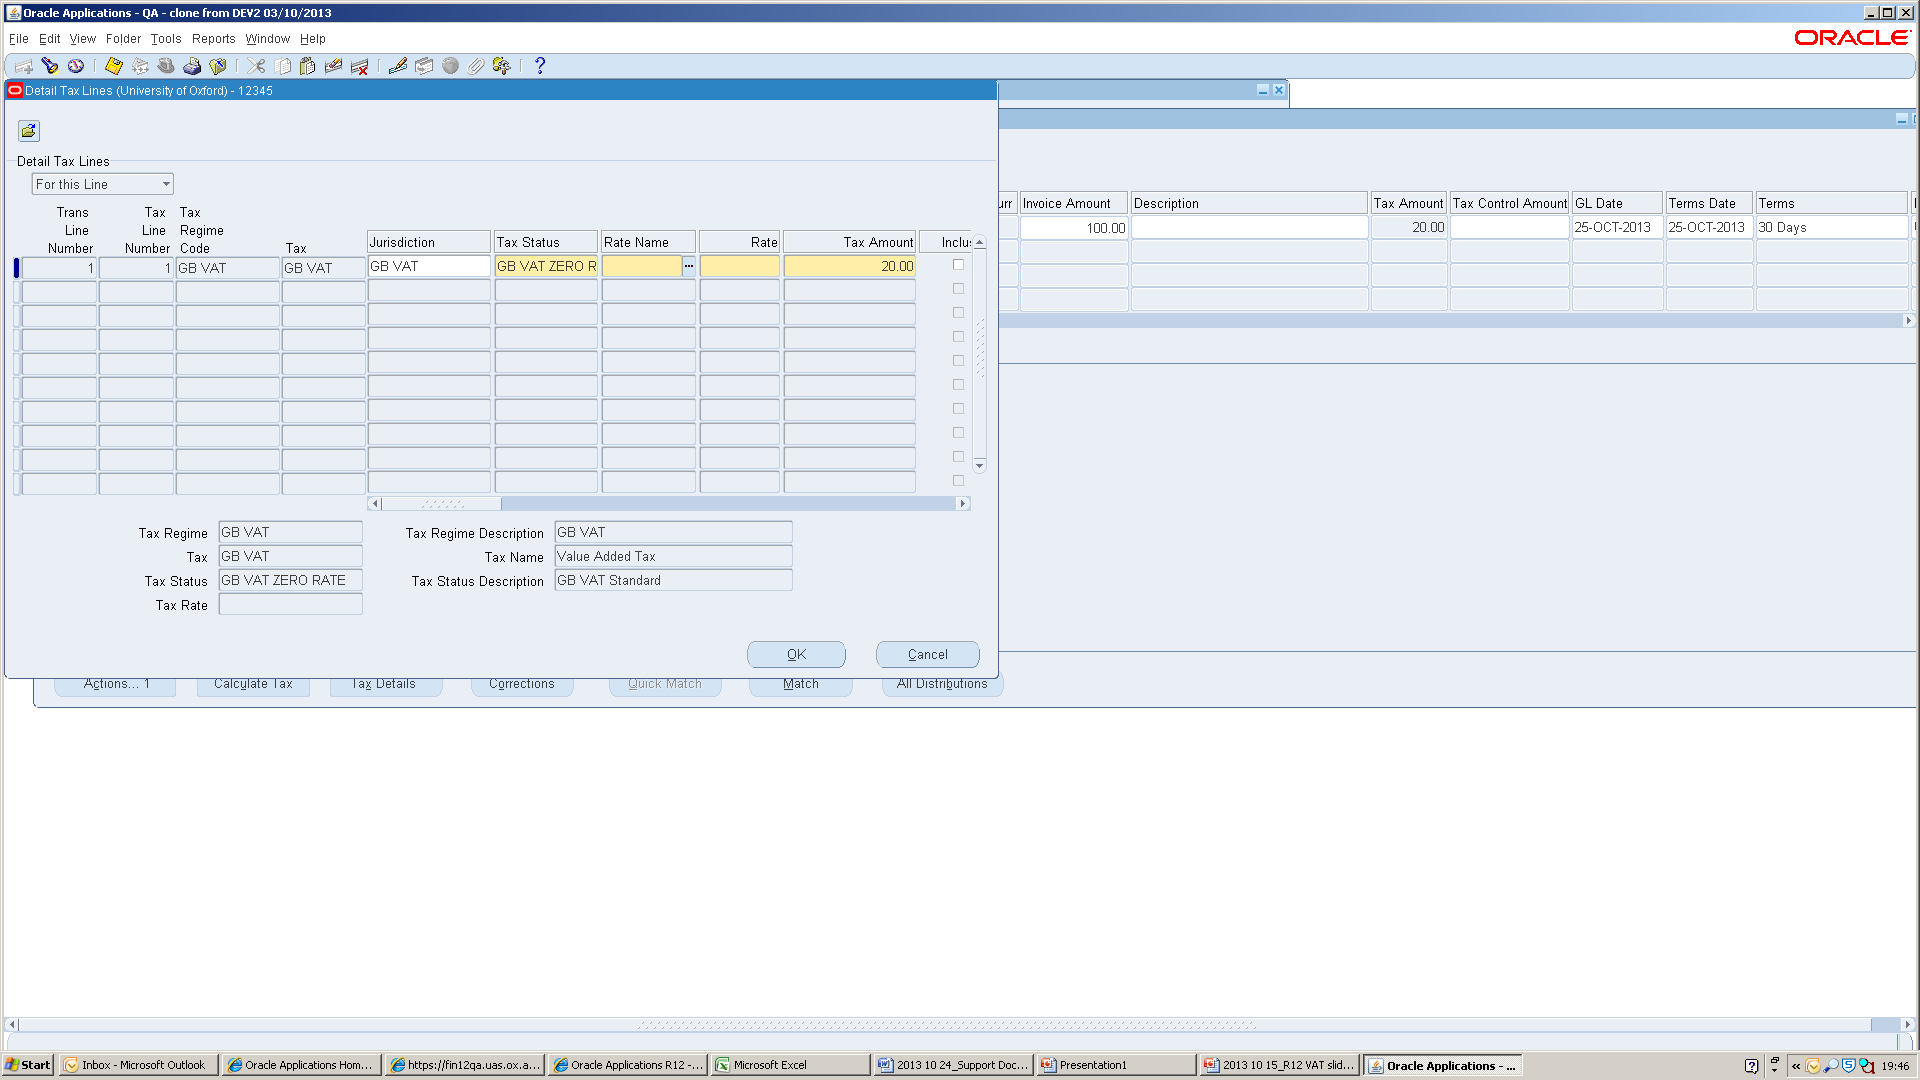 Oracle Applications - QA - clone from DEV2 03/10/2013
File Edit View Folder Tools Reports Window Help
ORACLE
Detail Tax Lines (University of Oxford) - 12345
Detail Tax Lines
For this Line
Trans Line Number
Tax Line Number
Tax Regime Code
Tax
Jurisdiction
Tax Status
Rate Name
Rate
Tax Amount
Inclus
1 1 GB VAT GB VAT GB VAT GB VAT ZERO R ... 20.00
Tax Regime GB VAT
Tax Regime Description GB VAT
Tax GB VAT
Tax Name Value Added Tax
Tax Status GB VAT ZERO RATE
Tax Status Description GB VAT Standard
Tax Rate
OK Cancel
urr Invoice Amount Description Tax Amount Tax Control Amount GL Date Terms Date Terms
100.00 20.00 25-OCT-2013 25-OCT-2013 30 Days
Actions... 1 Calculate Tax Tax Details Corrections Quick Match Match All Distributions
Start Inbox - Microsoft Outlook Oracle Applications Hom... https://fin12qa.uas.ox.a... Oracle Applications R12 -... Microsoft Excel 2013 10 24_Support Doc... Presentation1 2013 10 15_R12 VAT slid... Oracle Applications - ... « 19:46